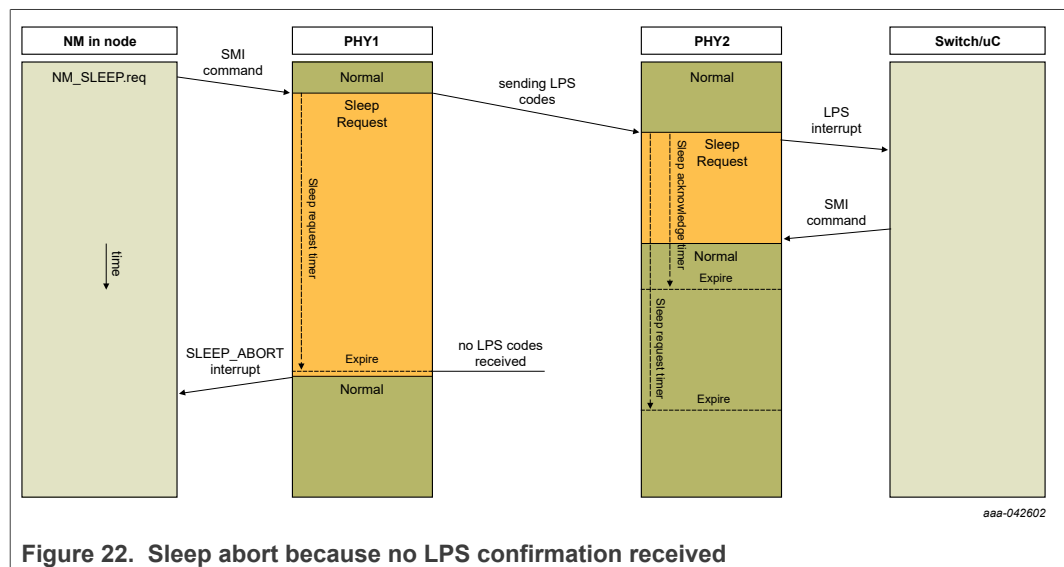 NM in node
PHY1
PHY2
Switch/uC
NM_SLEEP.req
SMI
command
Normal
Sleep
Request
sending LPS
codes
Normal
Sleep
Request
LPS
interrupt
Sleep request timer
Sleep acknowledge timer
SMI
command
time
Normal
Expire
Sleep request timer
SLEEP_ABORT
interrupt
Expire
no LPS codes
received
Normal
Expire
aaa-042602
Figure 22. Sleep abort because no LPS confirmation received